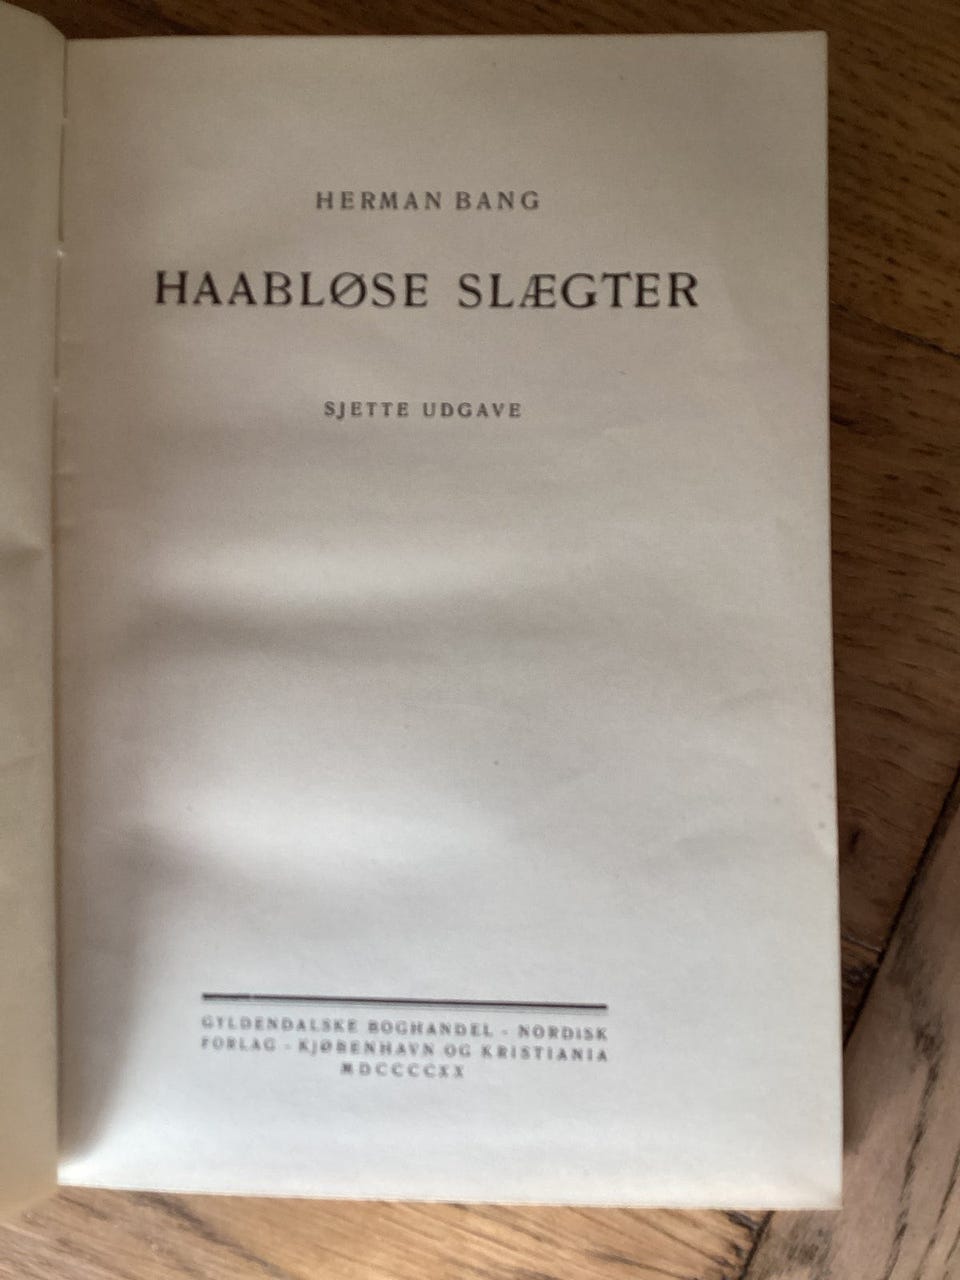 HERMAN BANG
HAABLØSE SLÆGTER
SJETTE UDGAVE
GYLDENDALSKE BOGHANDEL - NORDISK
FORLAG - KJØBENHAVN OG KRISTIANIA
MDCCCCXX